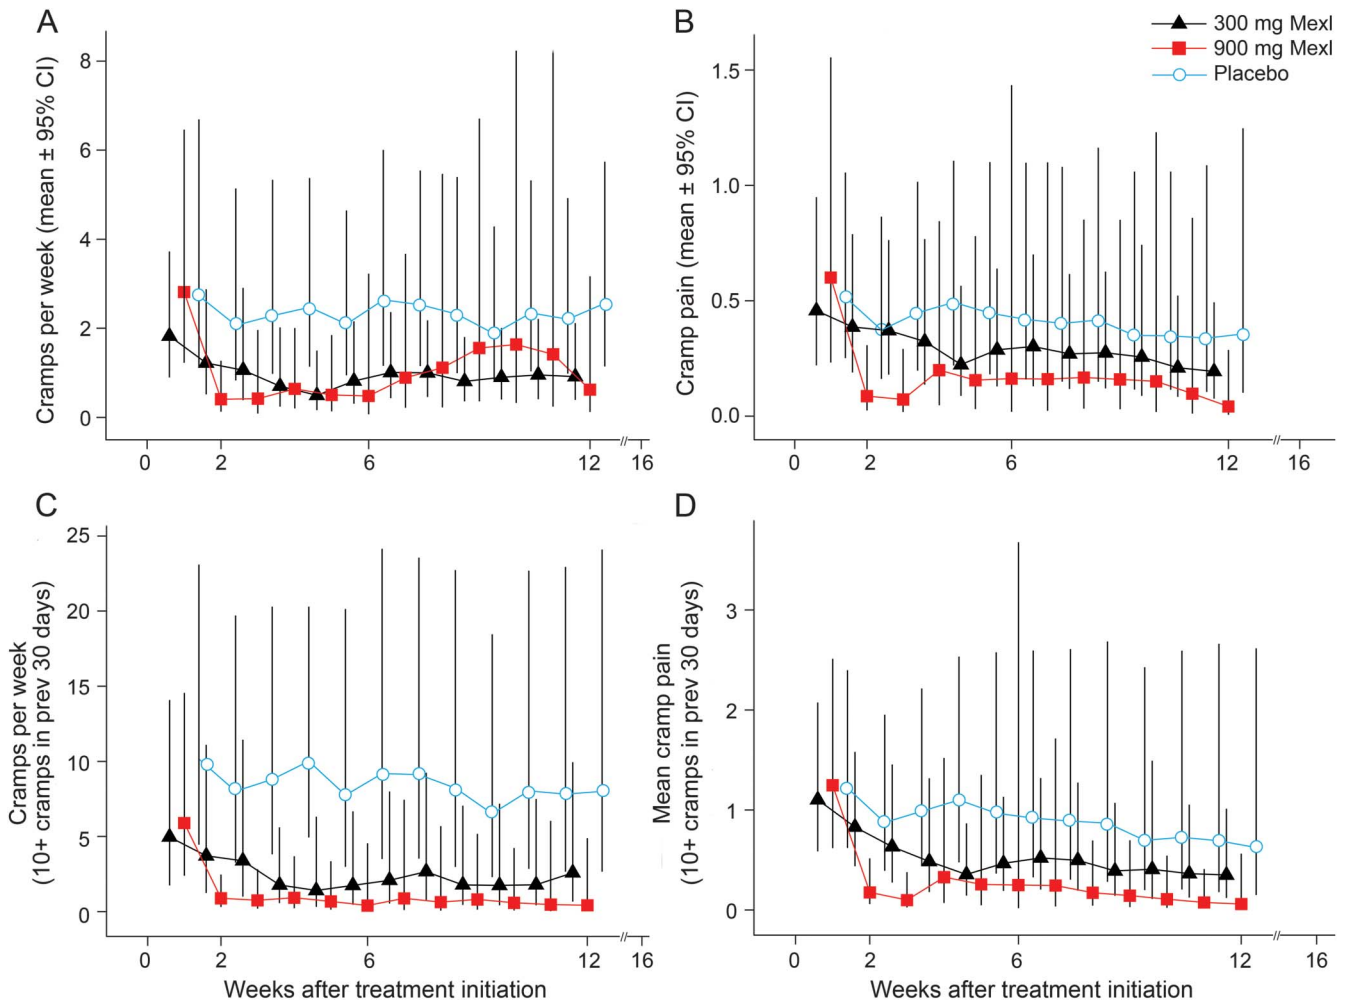 A
8
6
4
2
0
Cramps per week (mean ± 95% CI)
0 2 6 12 16
B
300 mg Mexl
900 mg Mexl
Placebo
1.5
1.0
0.5
0.0
Cramp pain (mean ± 95% CI)
0 2 6 12 16
C
25
20
15
10
5
0
Cramps per week
(10+ cramps in prev 30 days)
0 2 6 12 16
Weeks after treatment initiation
D
3
2
1
0
Mean cramp pain
(10+ cramps in prev 30 days)
0 2 6 12 16
Weeks after treatment initiation